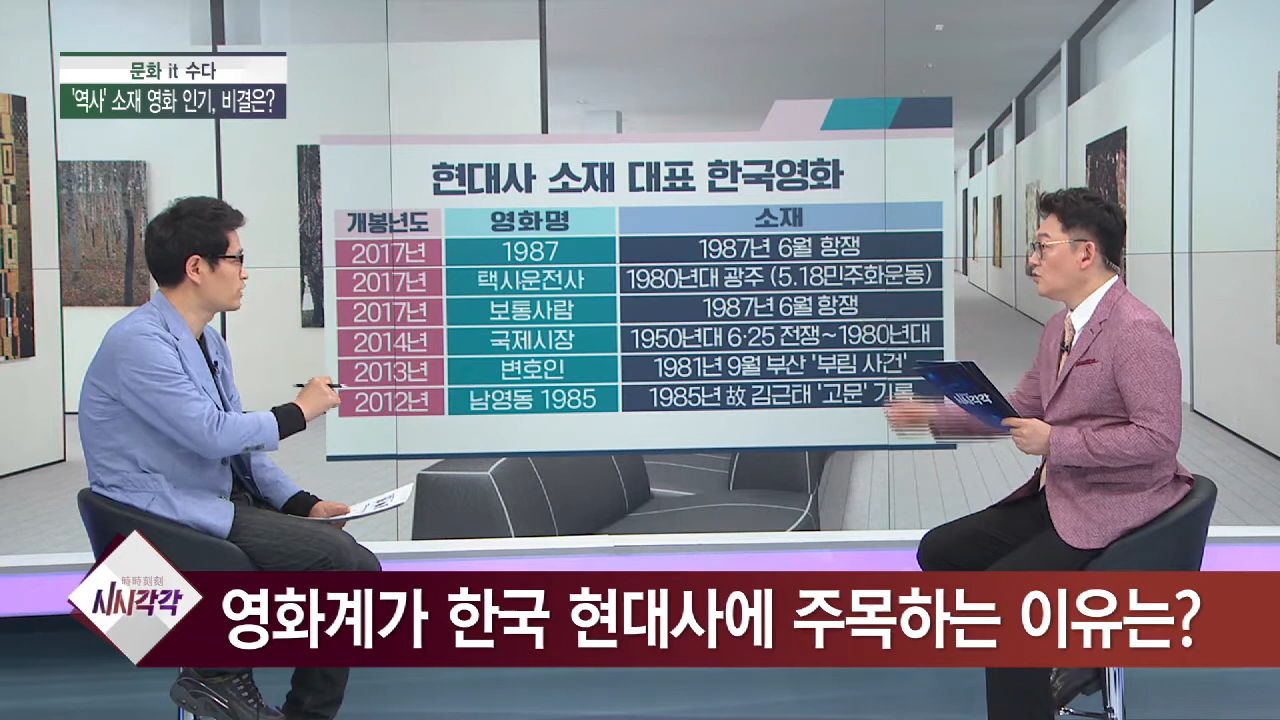 문화 it 수다
'역사' 소재 영화 인기, 비결은?
현대사 소재 대표 한국영화
개봉년도 영화명 소재
2017년 1987 1987년 6월 항쟁
2017년 택시운전사 1980년대 광주 (5.18민주화운동)
2017년 보통사람 1987년 6월 항쟁
2014년 국제시장 1950년대 6·25 전쟁~1980년대
2013년 변호인 1981년 9월 부산 '부림 사건'
2012년 남영동 1985 1985년 故 김근태 '고문' 기록
시시각각
時時刻刻
시시각각
영화계가 한국 현대사에 주목하는 이유는?